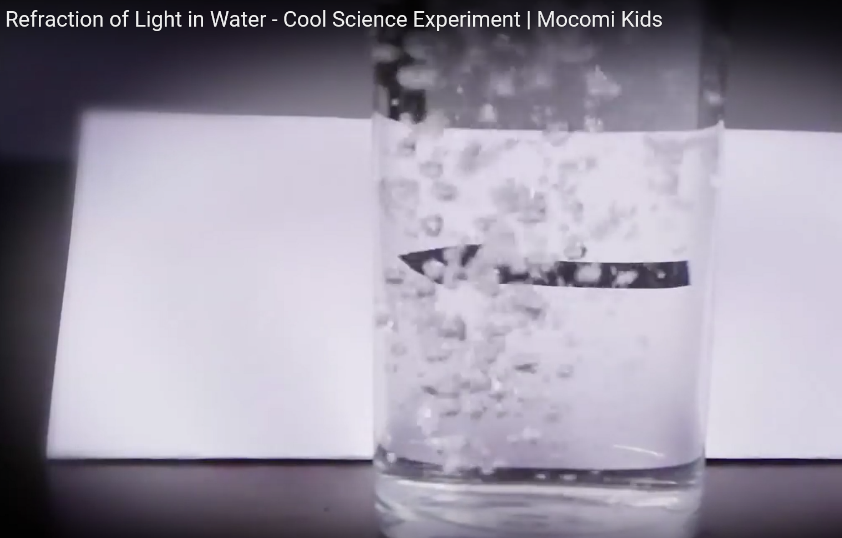 Refraction of Light in Water - Cool Science Experiment | Mocomi Kids